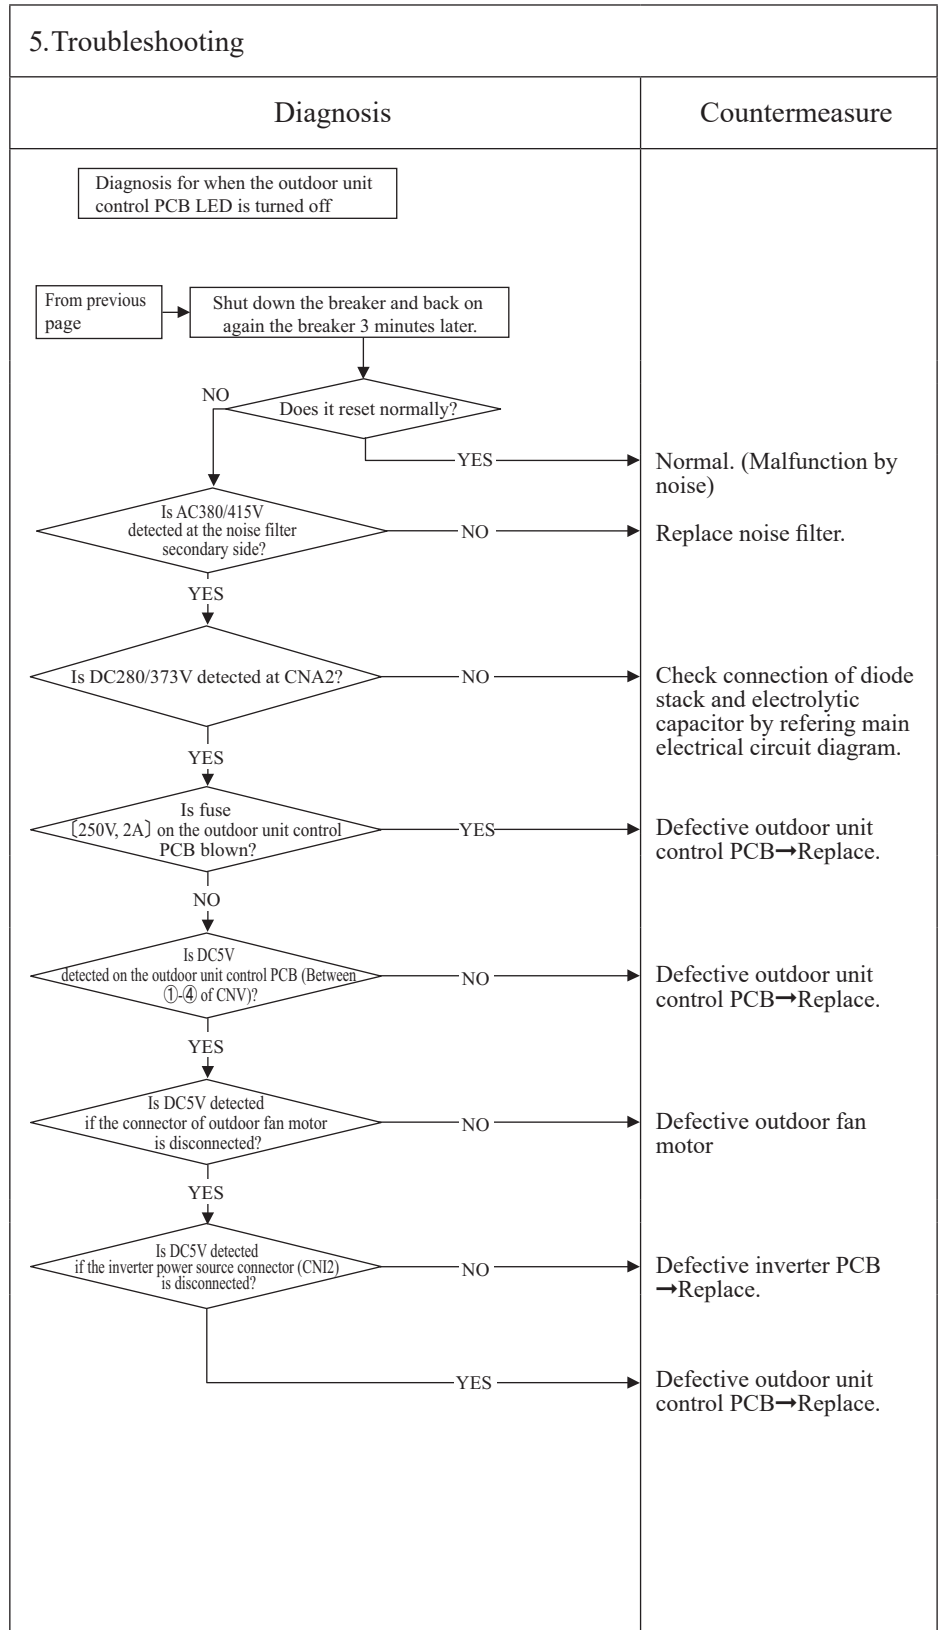 5.Troubleshooting
Diagnosis
Countermeasure
Diagnosis for when the outdoor unit
control PCB LED is turned off
From previous
page
Shut down the breaker and back on
again the breaker 3 minutes later.
NO
Does it reset normally?
YES
Normal. (Malfunction by
noise)
Is AC380/415V
detected at the noise filter
secondary side?
NO
Replace noise filter.
YES
Is DC280/373V detected at CNA2?
NO
Check connection of diode
stack and electrolytic
capacitor by refering main
electrical circuit diagram.
YES
Is fuse
〔250V, 2A〕 on the outdoor unit control
PCB blown?
YES
Defective outdoor unit
control PCB→Replace.
NO
Is DC5V
detected on the outdoor unit control PCB (Between
①-④ of CNV)?
NO
Defective outdoor unit
control PCB→Replace.
YES
Is DC5V detected
if the connector of outdoor fan motor
is disconnected?
NO
Defective outdoor fan
motor
YES
Is DC5V detected
if the inverter power source connector (CNI2)
is disconnected?
NO
Defective inverter PCB
→Replace.
YES
Defective outdoor unit
control PCB→Replace.